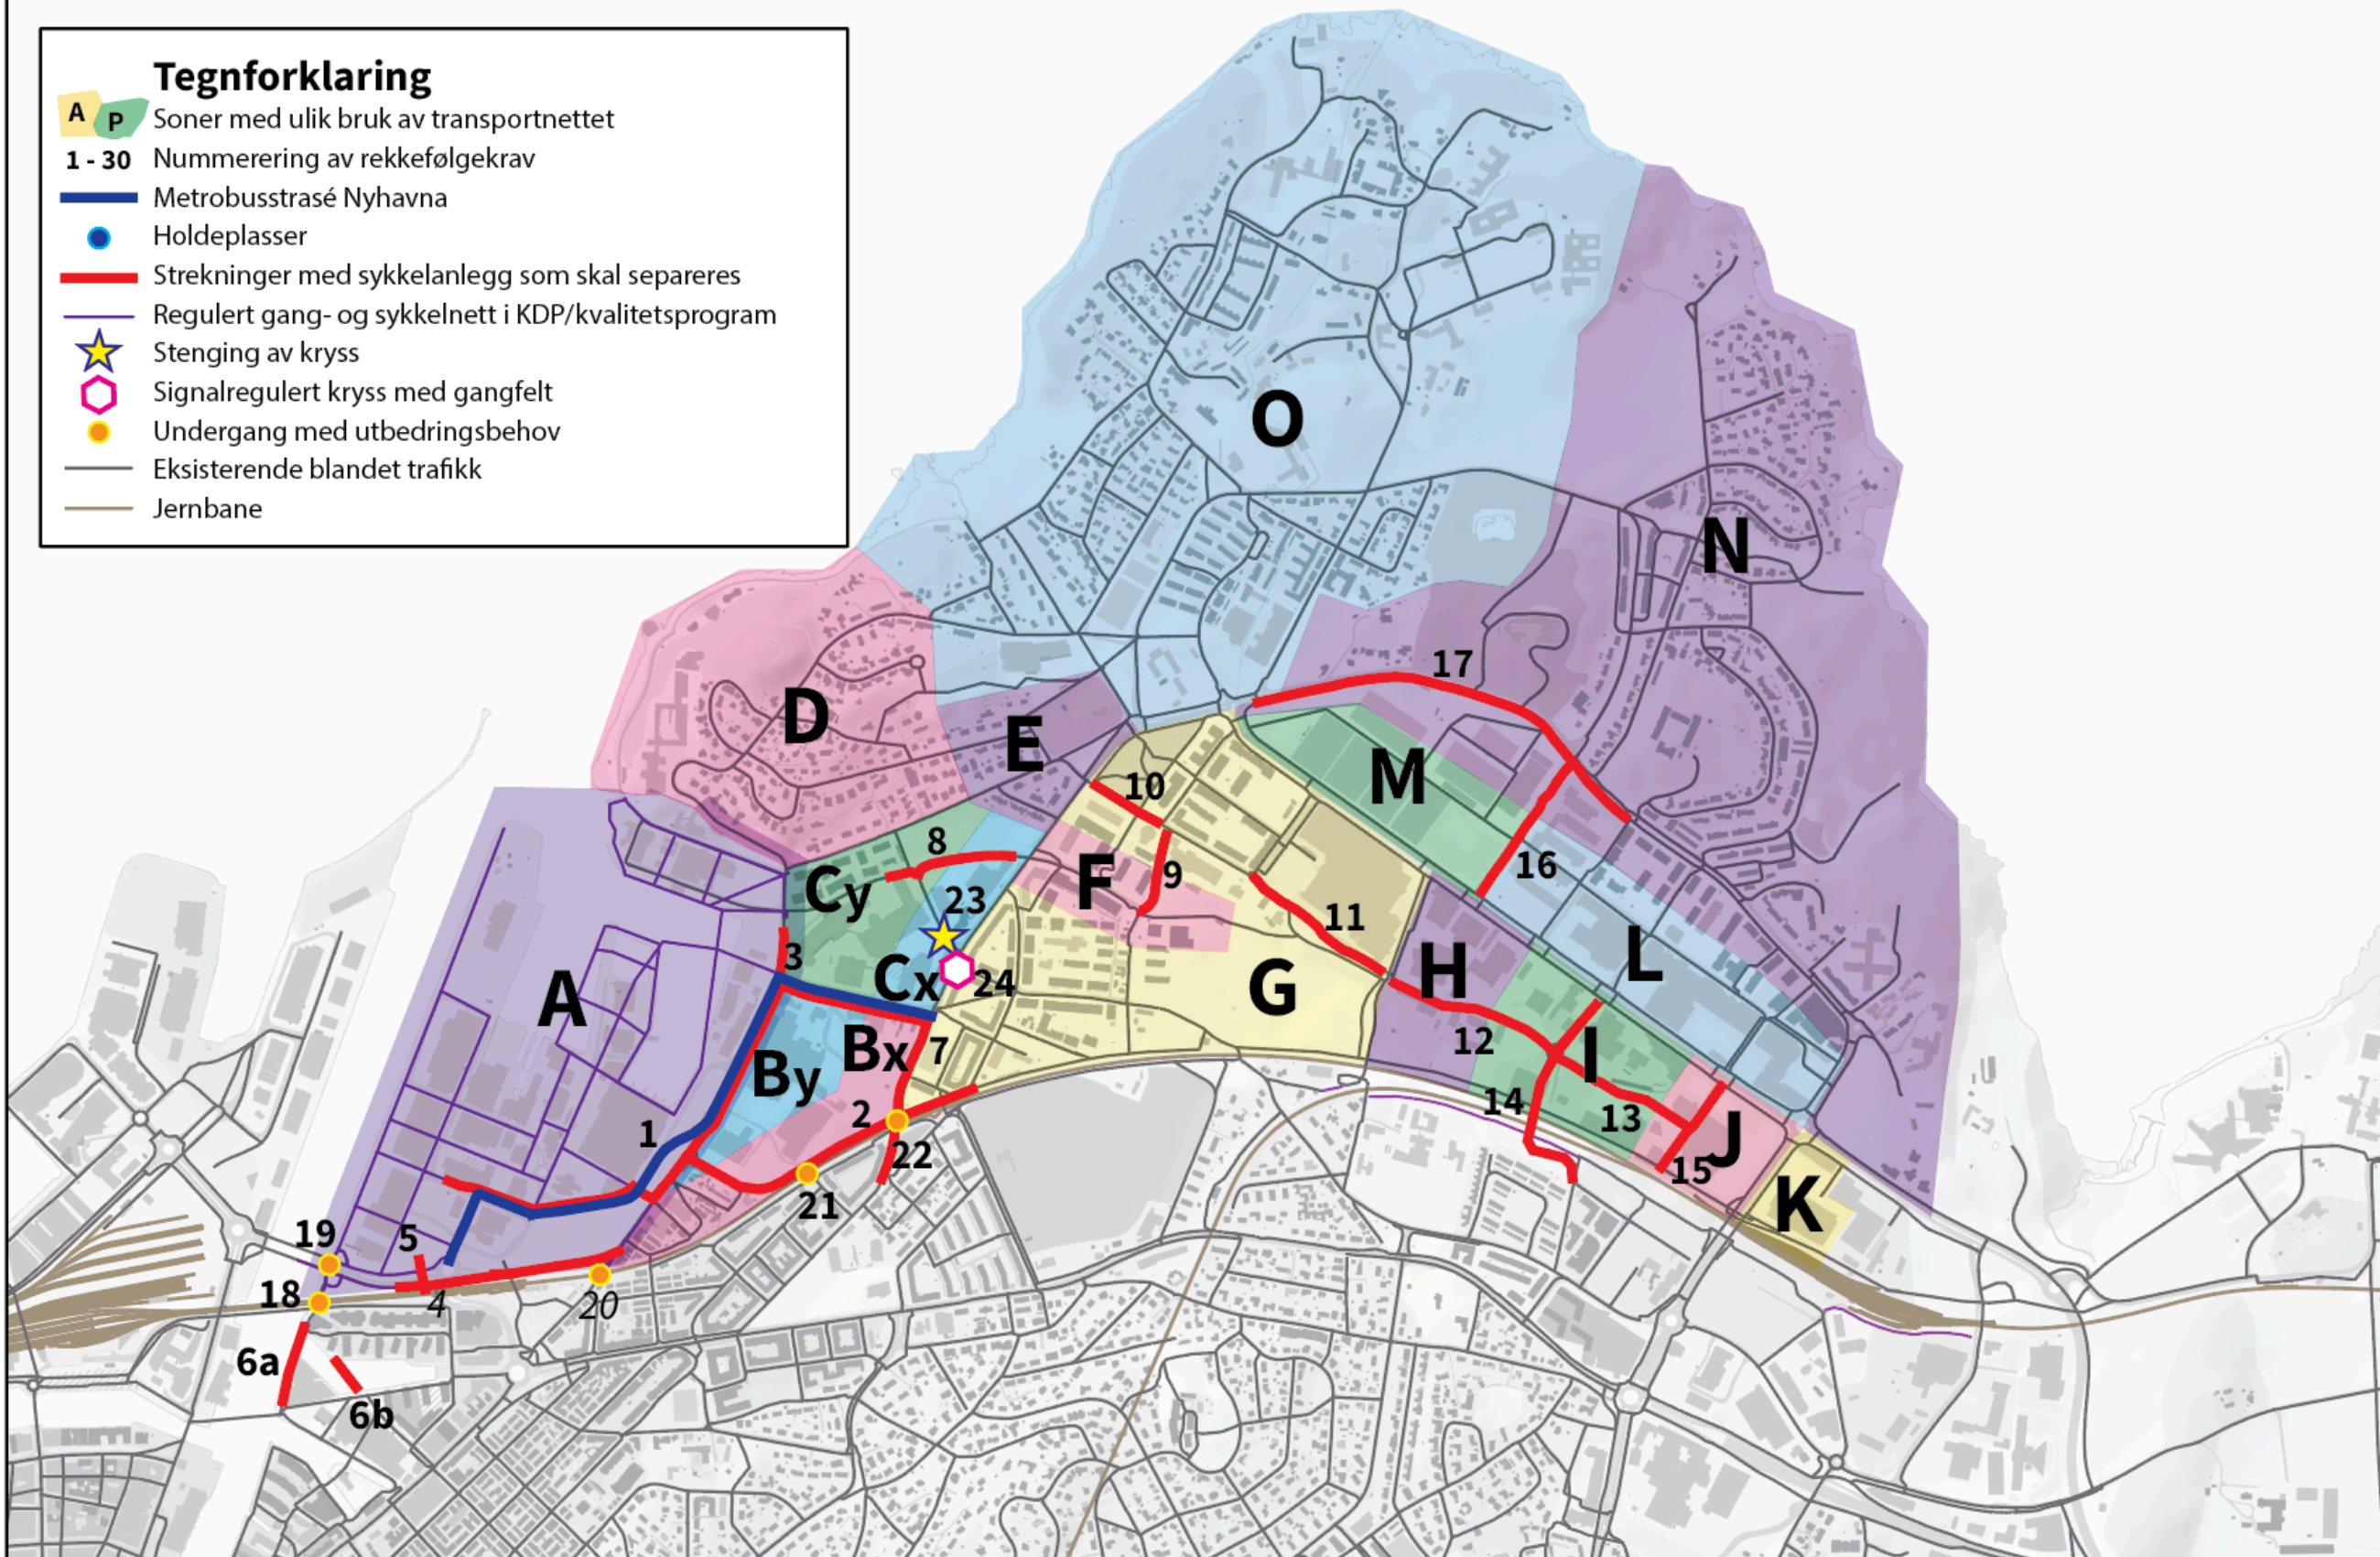 Tegnforklaring
A P Soner med ulik bruk av transportnettet
1 - 30 Nummerering av rekkefølgekrav
Metrobusstrasé Nyhavna
Holdeplasser
Strekninger med sykkelanlegg som skal separeres
Regulert gang- og sykkelnett i KDP/kvalitetsprogram
Stenging av kryss
Signalregulert kryss med gangfelt
Undergang med utbedringsbehov
Eksisterende blandet trafikk
Jernbane
O
N
17
D
E
M
10
8
16
F
9
Cy
23
11
3
Cx
24
H
L
G
A
7
Bx
12
I
By
14
2
13
1
J
22
15
21
K
19
5
18
4
20
6a
6b